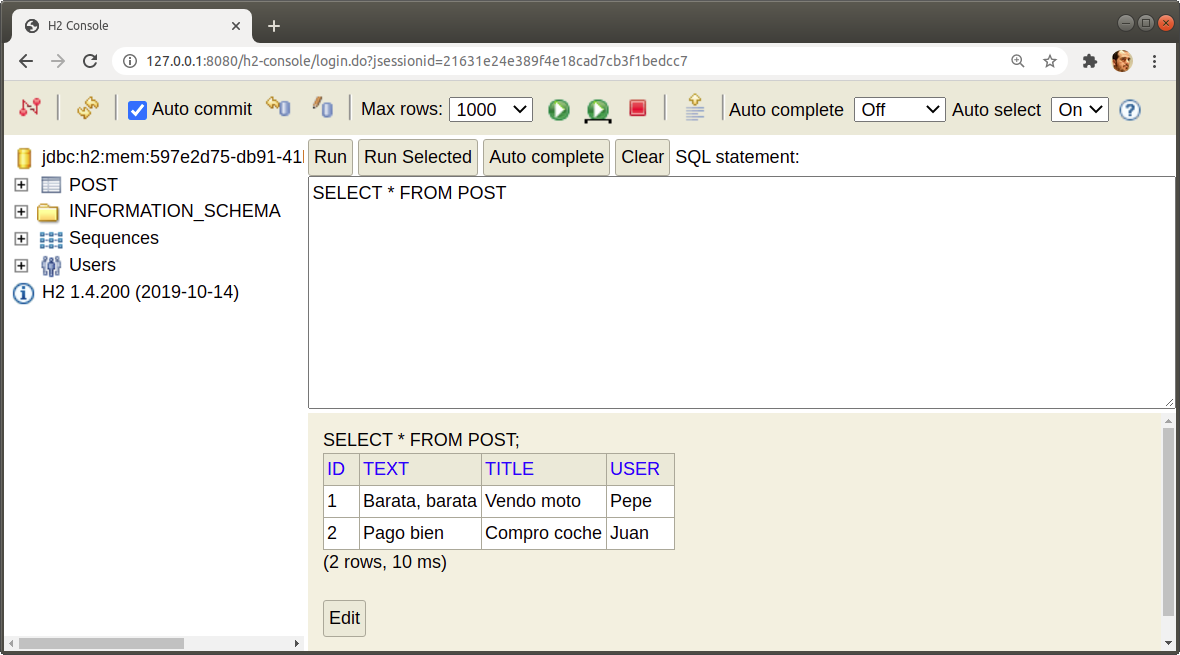 H2 Console
127.0.0.1:8080/h2-console/login.do?jsessionid=21631e24e389f4e18cad7cb3f1bedcc7
Auto commit Max rows: 1000 Auto complete Off Auto select On
jdbc:h2:mem:597e2d75-db91-41
POST
INFORMATION_SCHEMA
Sequences
Users
H2 1.4.200 (2019-10-14)
Run Run Selected Auto complete Clear SQL statement:
SELECT * FROM POST
SELECT * FROM POST;
ID TEXT TITLE USER
1 Barata, barata Vendo moto Pepe
2 Pago bien Compro coche Juan
(2 rows, 10 ms)
Edit